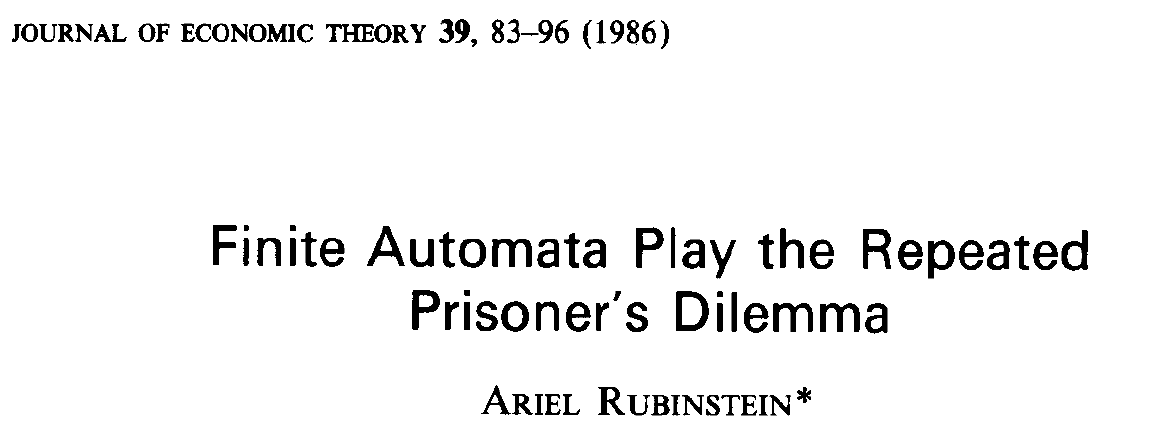 JOURNAL OF ECONOMIC THEORY 39, 83–96 (1986)
Finite Automata Play the Repeated
Prisoner's Dilemma
ARIEL RUBINSTEIN*